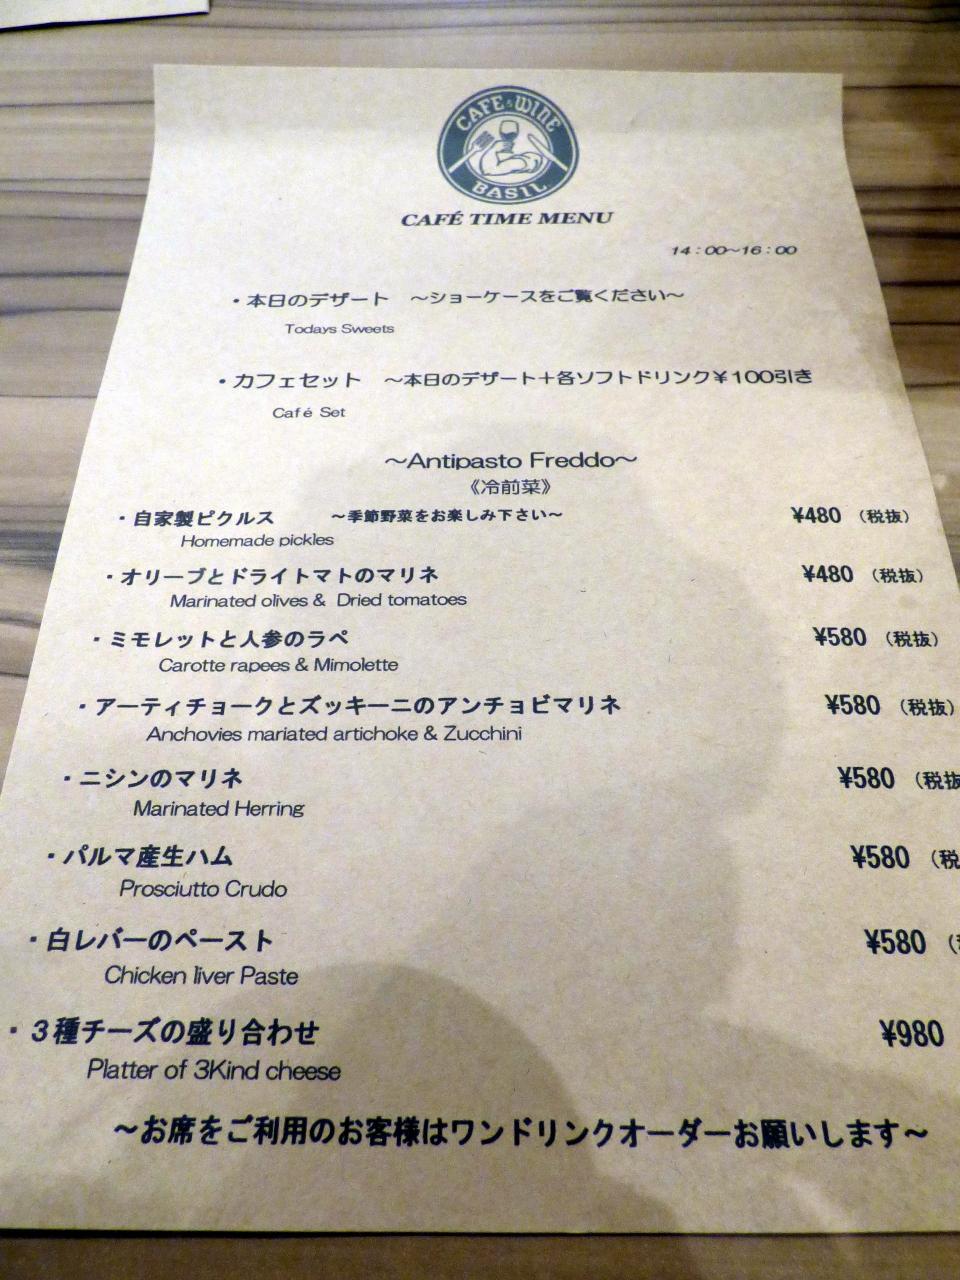 CAFE & WINE
BASIL
CAFÉ TIME MENU
14：00～16：00
・本日のデザート　～ショーケースをご覧ください～
Todays Sweets
・カフェセット　～本日のデザート＋各ソフトドリンク￥100引き
Café Set
～Antipasto Freddo～
《冷前菜》
・自家製ピクルス　～季節野菜をお楽しみ下さい～　¥480（税抜）
Homemade pickles
・オリーブとドライトマトのマリネ　¥480（税抜）
Marinated olives & Dried tomatoes
・ミモレットと人参のラペ　¥580（税抜）
Carotte rapees & Mimolette
・アーティチョークとズッキーニのアンチョビマリネ　¥580（税抜）
Anchovies mariated artichoke & Zucchini
・ニシンのマリネ　¥580（税抜
Marinated Herring
・パルマ産生ハム　¥580（税
Prosciutto Crudo
・白レバーのペースト　¥580（
Chicken liver Paste
・３種チーズの盛り合わせ　¥980
Platter of 3Kind cheese
～お席をご利用のお客様はワンドリンクオーダーお願いします～